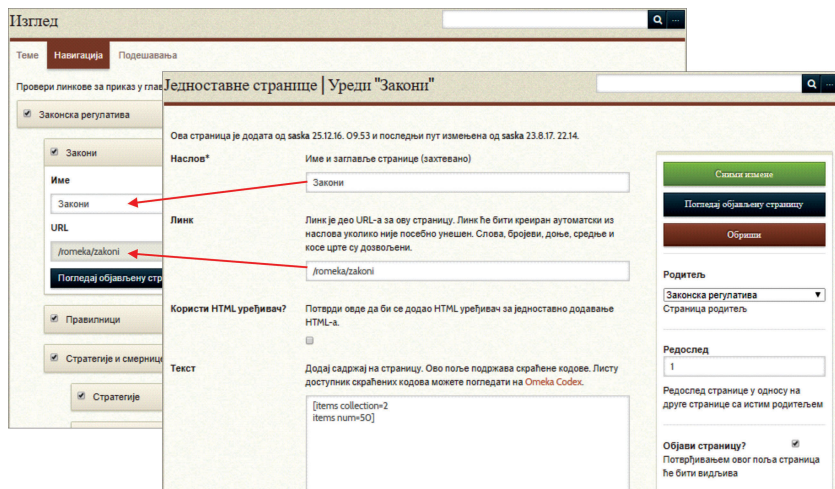 Изглед
...
Теме Навигација Подешавања
Провери линкове за приказ у глав
Законска регулатива
Закони
Име
Закони
URL
/romeka/zakoni
Погледај објављену стр
Правилници
Стратегије и смернице
Стратегије
Једноставне странице | Уреди "Закони"
...
Ова страница је додата од saska 25.12.16. 09.53 и последњи пут измењена од saska 23.8.17. 22.14.
Наслов*
Име и заглавље странице (захтевано)
Закони
Линк
Линк је део URL-а за ову страницу. Линк ће бити креиран аутоматски из
наслова уколико није посебно унешен. Слова, бројеви, доње, средње и
косе црте су дозвољени.
/romeka/zakoni
Користи HTML уређивач?
Потврди овде да би се додао HTML уређивач за једноставно додавање
HTML-а.
Текст
Додај садржај на страницу. Ово поље подржава скраћене кодове. Листу
доступник скраћених кодова можете погледати на Omeka Codex.
[items collection=2
items num=50]
Сними измене
Погледај објављену страницу
Обриши
Родитељ
Законска регулатива
Страница родитељ
Редослед
1
Редослед странице у односу на
друге странице са истим родитељем
Објави страницу?
Потврђивањем овог поља страница
ће бити видљива